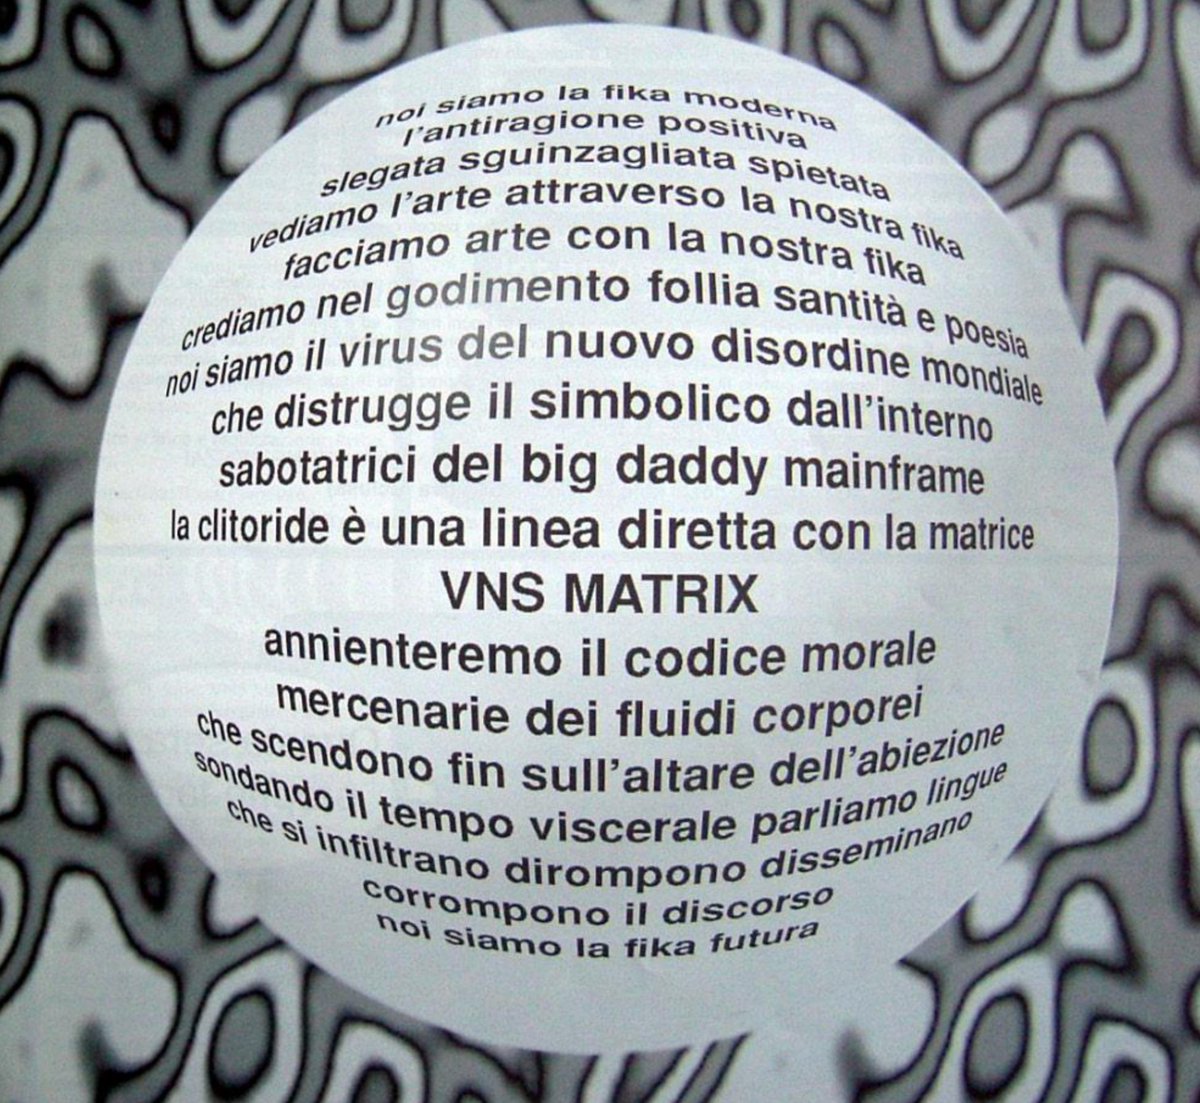 noi siamo la fika moderna
l'antiragione positiva
slegata sguinzagliata spietata
vediamo l'arte attraverso la nostra fika
facciamo arte con la nostra fika
crediamo nel godimento follia santità e poesia
noi siamo il virus del nuovo disordine mondiale
che distrugge il simbolico dall'interno
sabotatrici del big daddy mainframe
la clitoride è una linea diretta con la matrice
VNS MATRIX
annienteremo il codice morale
mercenarie dei fluidi corporei
che scendono fin sull'altare dell'abiezione
sondando il tempo viscerale parliamo lingue
che si infiltrano dirompono disseminano
corrompono il discorso
noi siamo la fika futura